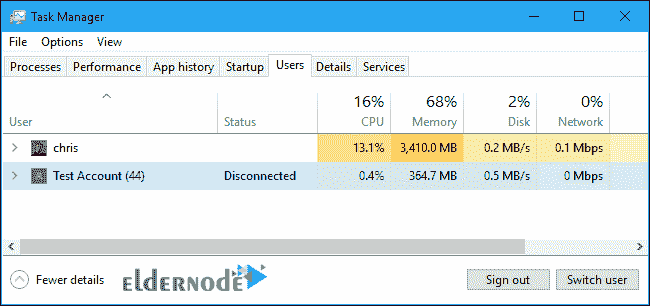 Task Manager
File Options View
Processes Performance App history Startup Users Details Services
16% 68% 2% 0%
User Status CPU Memory Disk Network
chris 13.1% 3,410.0 MB 0.2 MB/s 0.1 Mbps
Test Account (44) Disconnected 0.4% 364.7 MB 0.5 MB/s 0 Mbps
Fewer details ELDERNODE Sign out Switch user